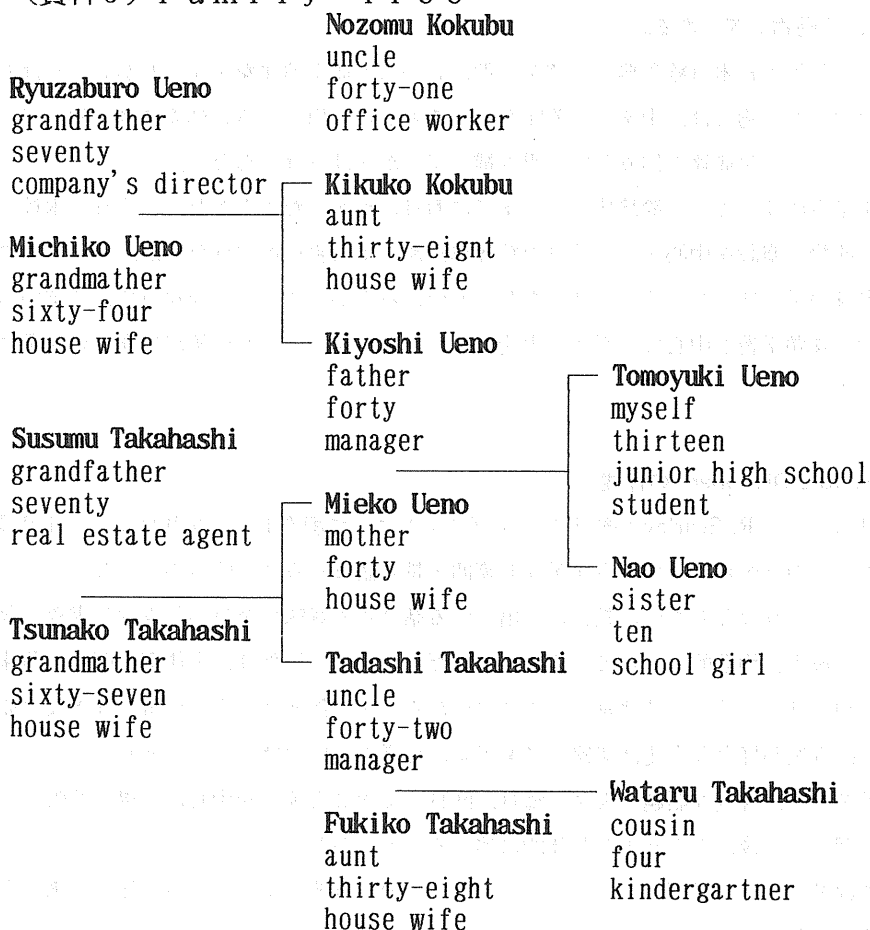 Nozomu Kokubu
uncle
forty-one
office worker
Ryuzaburo Ueno
grandfather
seventy
company's director
Kikuko Kokubu
aunt
thirty-eignt
house wife
Michiko Ueno
grandmather
sixty-four
house wife
Kiyoshi Ueno
father
forty
manager
Tomoyuki Ueno
myself
thirteen
junior high school
student
Susumu Takahashi
grandfather
seventy
real estate agent
Mieko Ueno
mother
forty
house wife
Nao Ueno
sister
ten
school girl
Tsunako Takahashi
grandmather
sixty-seven
house wife
Tadashi Takahashi
uncle
forty-two
manager
Wataru Takahashi
cousin
four
kindergartner
Fukiko Takahashi
aunt
thirty-eight
house wife